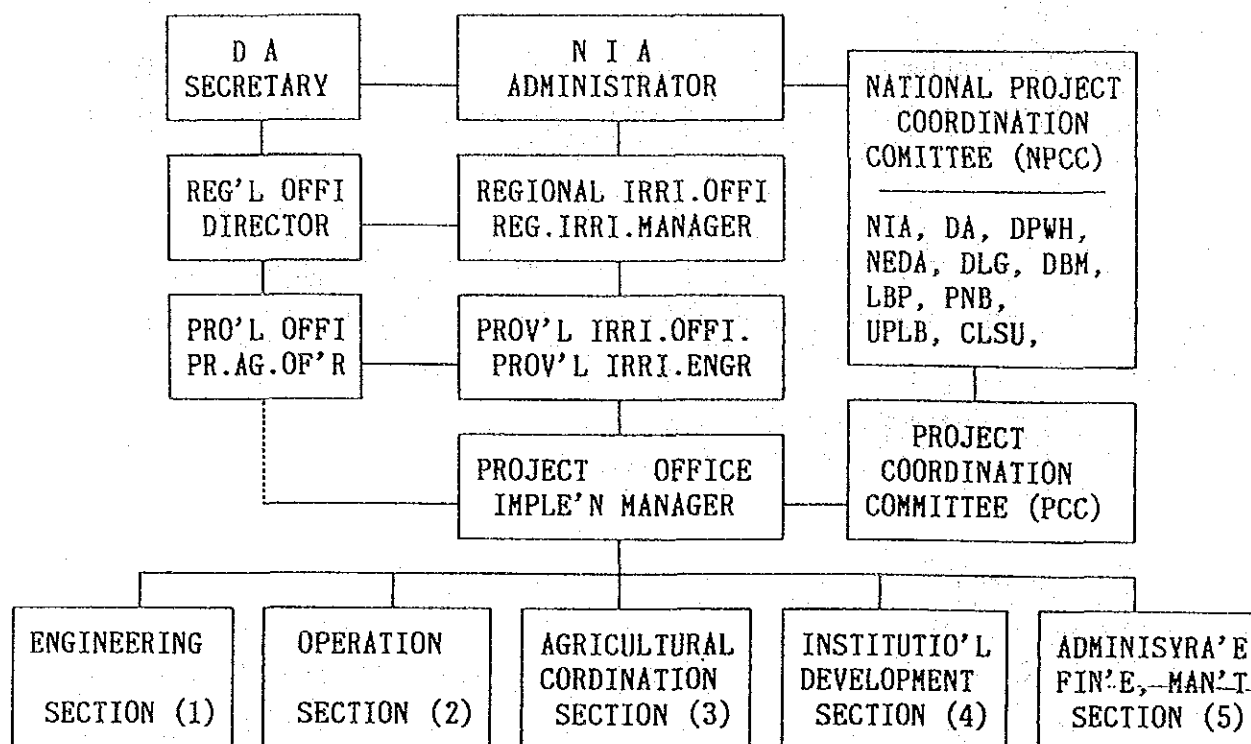 D A
SECRETARY
N I A
ADMINISTRATOR
NATIONAL PROJECT
COORDINATION
COMITTEE (NPCC)
NIA, DA, DPWH,
NEDA, DLG, DBM,
LBP, PNB,
UPLB, CLSU,
REG'L OFFI
DIRECTOR
REGIONAL IRRI.OFFI
REG.IRRI.MANAGER
PRO'L OFFI
PR.AG.OF'R
PROV'L IRRI.OFFI.
PROV'L IRRI.ENGR
PROJECT OFFICE
IMPLE'N MANAGER
PROJECT
COORDINATION
COMMITTEE (PCC)
ENGINEERING
SECTION (1)
OPERATION
SECTION (2)
AGRICULTURAL
CORDINATION
SECTION (3)
INSTITUTIO'L
DEVELOPMENT
SECTION (4)
ADMINISYRA'E
FIN'E, MAN'T
SECTION (5)